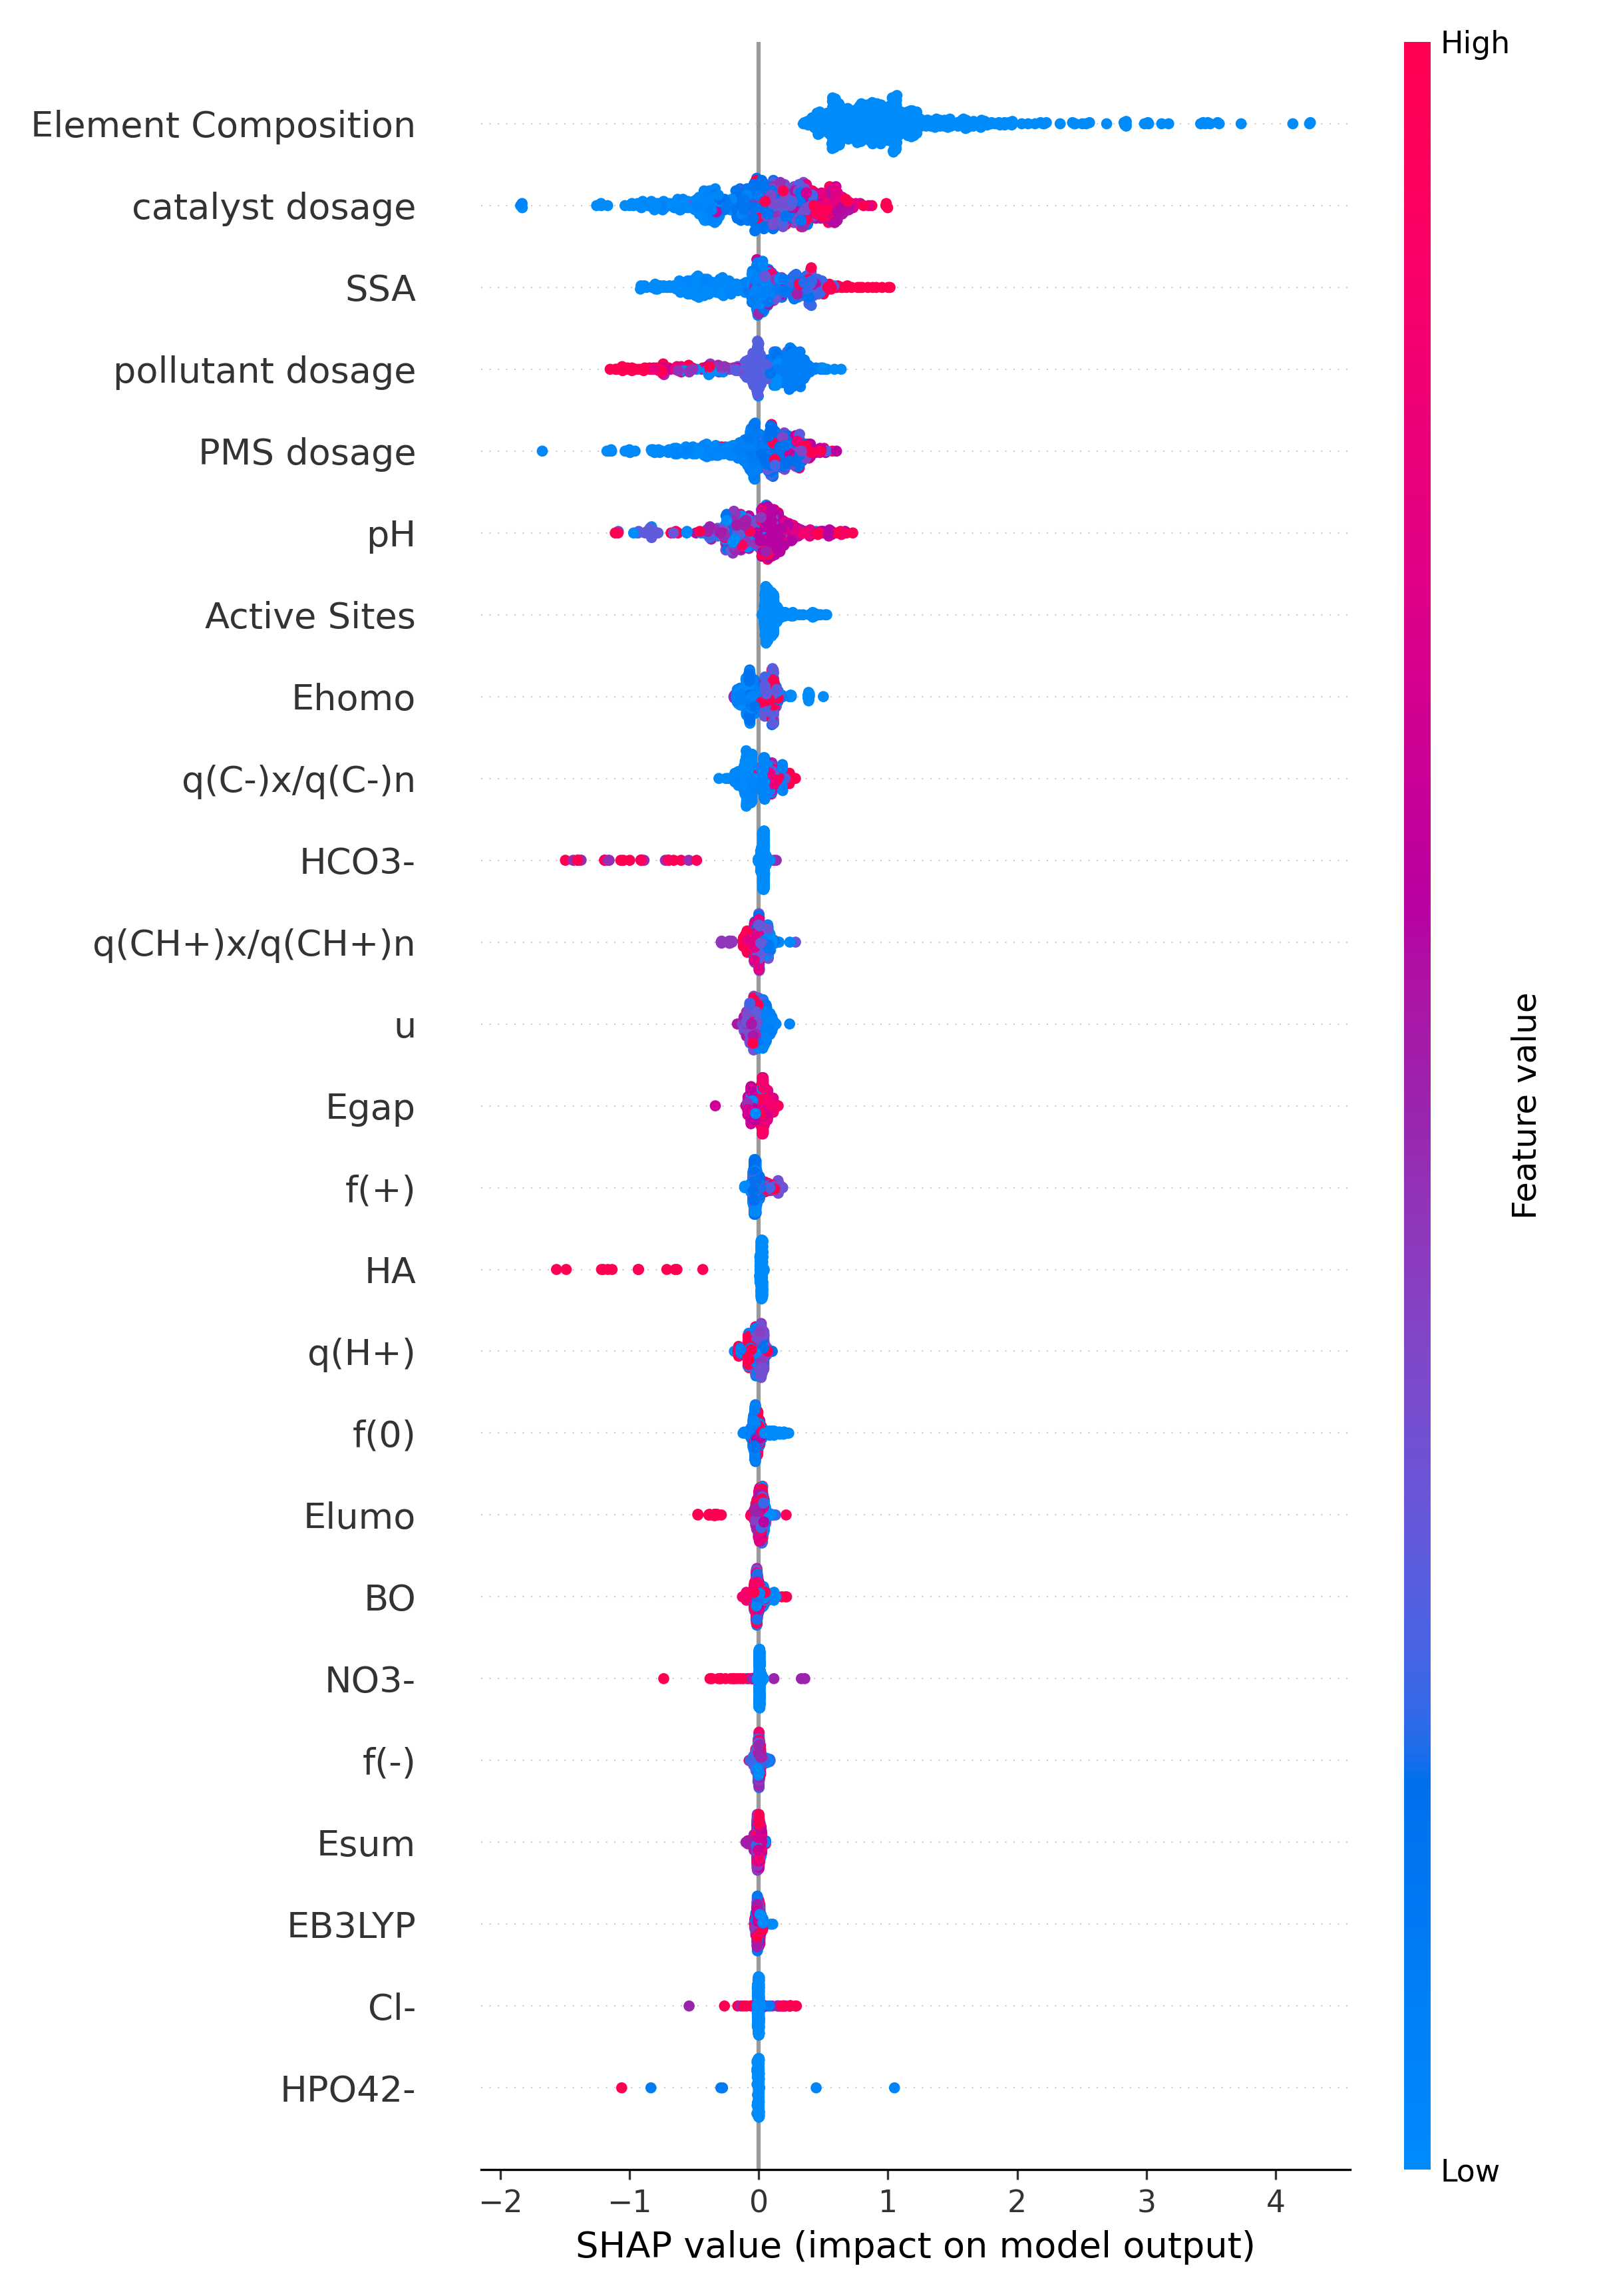 High
Element Composition
catalyst dosage
SSA
pollutant dosage
PMS dosage
pH
Active Sites
Ehomo
q(C-)x/q(C-)n
HCO3-
q(CH+)x/q(CH+)n
u
Egap
f(+)
HA
q(H+)
f(0)
Elumo
BO
NO3-
f(-)
Esum
EB3LYP
Cl-
HPO42-
Feature value
Low
−2 −1 0 1 2 3 4
SHAP value (impact on model output)